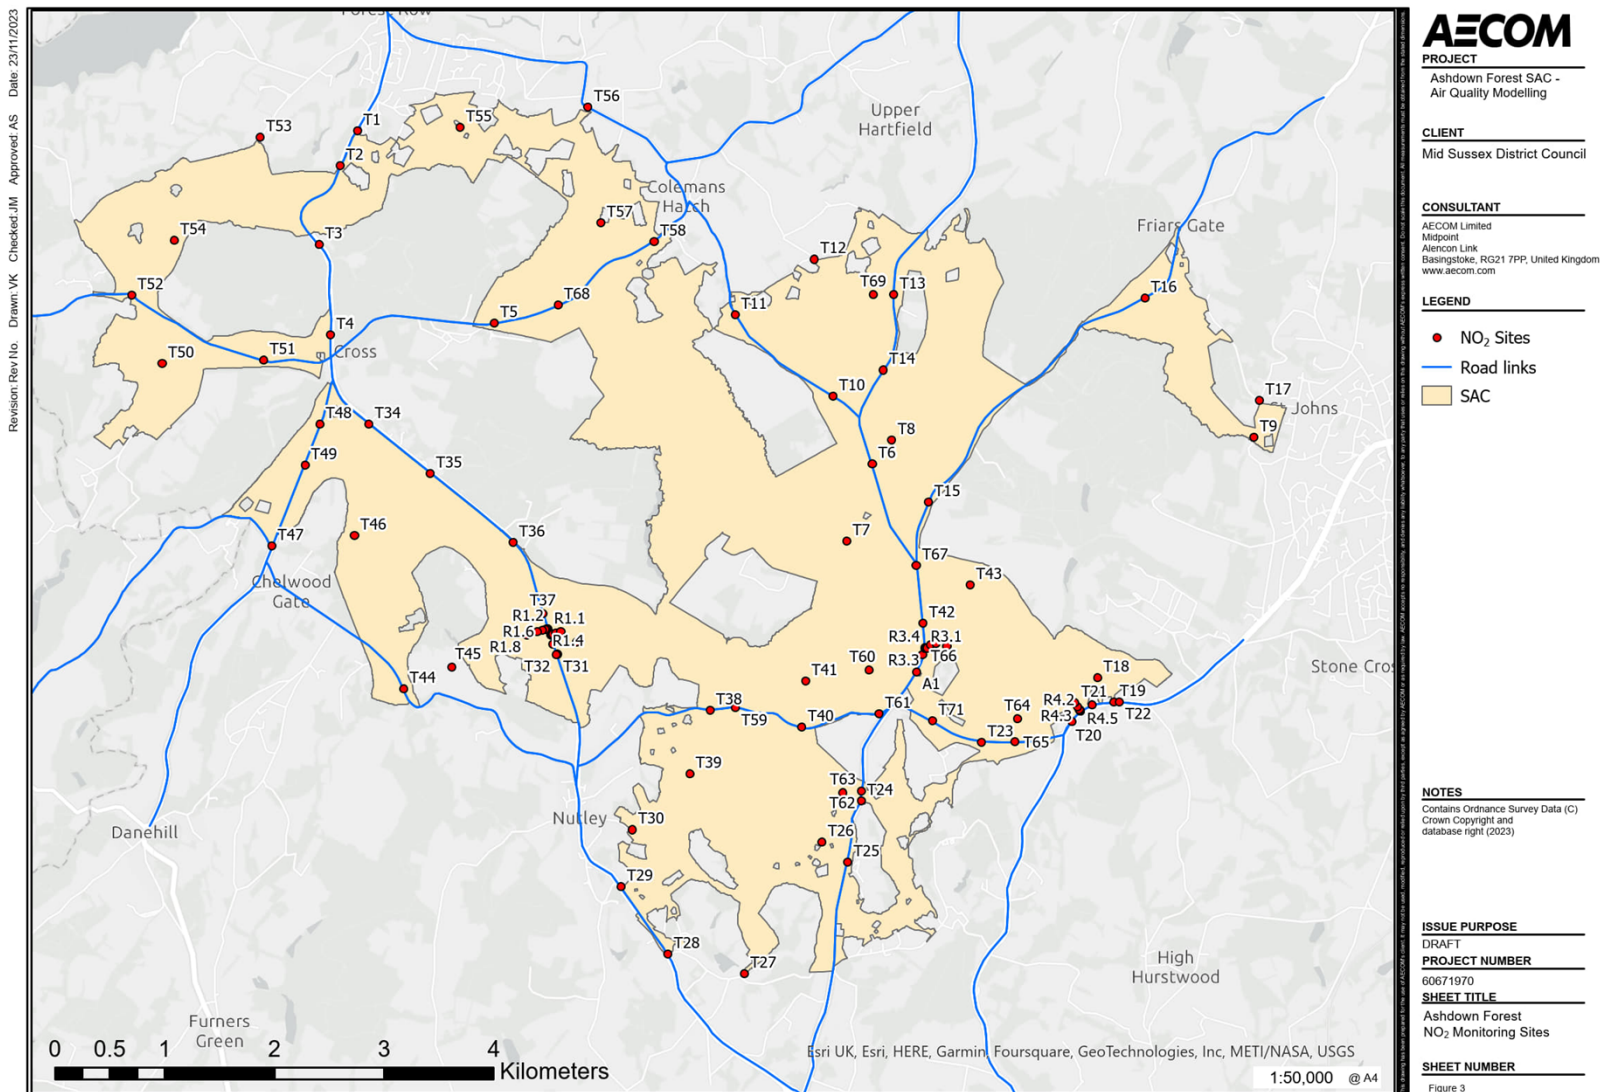 Revision: Rev No. Drawn: VK Checked: JM Approved: AS Date: 23/11/2023
Forest Row
T56
Upper
Hartfield
T55
T1
T53
T2
Colemans
Hatch
T57
T54
T3
T58
Friars Gate
T12
T52
T69
T13
T16
T68
T11
T5
T4
Cross
T51
T50
T14
T10
T17
Johns
T9
T48
T34
T8
T49
T35
T6
T15
T46
T36
T7
T47
T67
Chelwood
Gate
T43
T37
R1.2
R1.1
R1.6
R1.4
R1.8
T32
T31
T42
R3.4
R3.1
R3.3
T66
T45
T44
T41
T60
A1
T18
Stone Cros
T38
T59
T40
T61
T71
T64
R4.2
T21
T19
R4.3
R4.5
T22
T20
T23
T65
T39
T63
T24
T62
Nutley
T30
Danehill
T26
T25
T29
T28
T27
High
Hurstwood
Furners
Green
0 0.5 1 2 3 4
Kilometers
Esri UK, Esri, HERE, Garmin, Foursquare, GeoTechnologies, Inc, METI/NASA, USGS
1:50,000 @ A4
AECOM
PROJECT
Ashdown Forest SAC -
Air Quality Modelling
CLIENT
Mid Sussex District Council
CONSULTANT
AECOM Limited
Midpoint
Alencon Link
Basingstoke, RG21 7PP, United Kingdom
www.aecom.com
LEGEND
NO2 Sites
Road links
SAC
NOTES
Contains Ordnance Survey Data (C)
Crown Copyright and
database right (2023)
ISSUE PURPOSE
DRAFT
PROJECT NUMBER
60671970
SHEET TITLE
Ashdown Forest
NO2 Monitoring Sites
SHEET NUMBER
Figure 3